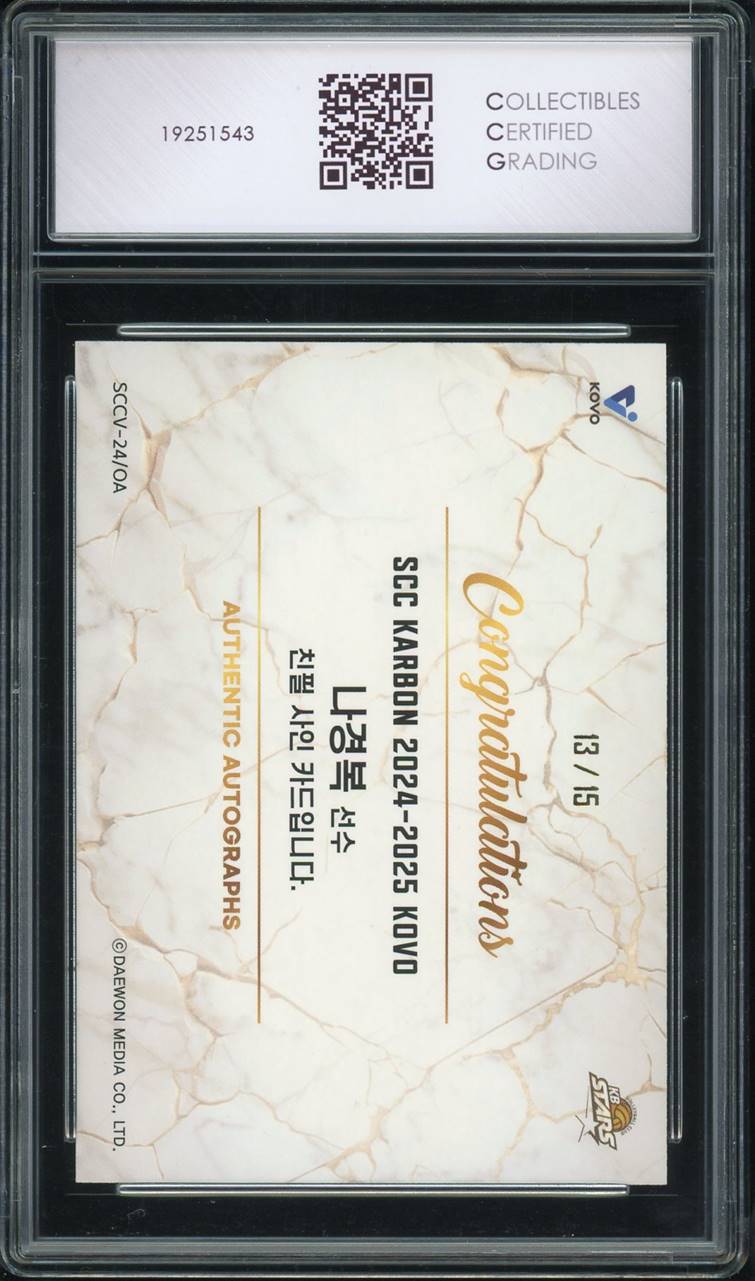 19251543
COLLECTIBLES
CERTIFIED
GRADING
KOVO
13 / 15
KB
STARS
Congratulations
SCC KARBON 2024-2025 KOVO
나경복 선수
친필 사인 카드입니다.
AUTHENTIC AUTOGRAPHS
SCCV-24/OA
©DAEWON MEDIA CO., LTD.